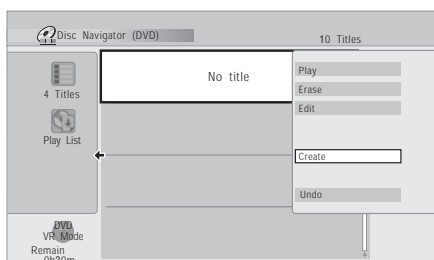 Disc Navigator (DVD)
10 Titles
4 Titles
Play List
No title
Play
Erase
Edit
Create
Undo
DVD
VR Mode
Remain
0h30m